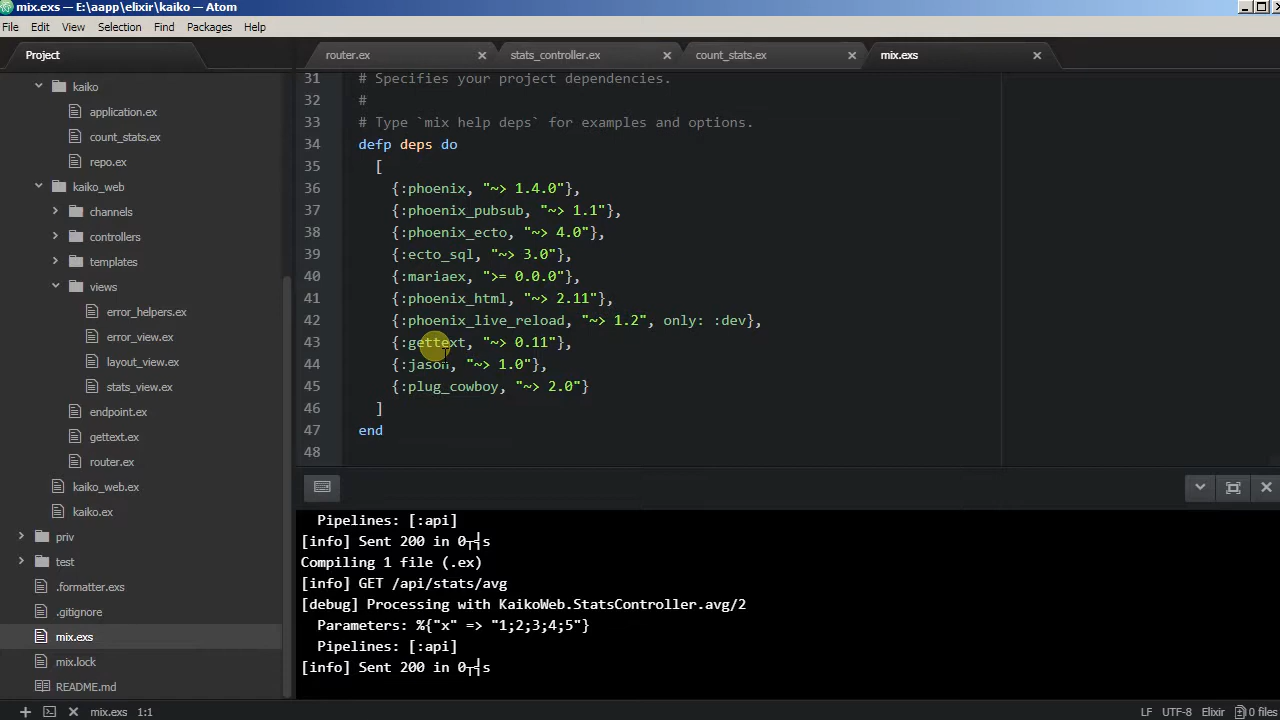 mix.exs — E:\aapp\elixir\kaiko — Atom
File Edit View Selection Find Packages Help
Project
kaiko
application.ex
count_stats.ex
repo.ex
kaiko_web
channels
controllers
templates
views
error_helpers.ex
error_view.ex
layout_view.ex
stats_view.ex
endpoint.ex
gettext.ex
router.ex
kaiko_web.ex
kaiko.ex
priv
test
.formatter.exs
.gitignore
mix.exs
mix.lock
README.md
router.ex stats_controller.ex count_stats.ex mix.exs
31 # Specifies your project dependencies.
32 #
33 # Type `mix help deps` for examples and options.
34 defp deps do
35 [
36 {:phoenix, "~> 1.4.0"},
37 {:phoenix_pubsub, "~> 1.1"},
38 {:phoenix_ecto, "~> 4.0"},
39 {:ecto_sql, "~> 3.0"},
40 {:mariaex, ">= 0.0.0"},
41 {:phoenix_html, "~> 2.11"},
42 {:phoenix_live_reload, "~> 1.2", only: :dev},
43 {:gettext, "~> 0.11"},
44 {:jason, "~> 1.0"},
45 {:plug_cowboy, "~> 2.0"}
46 ]
47 end
48
Pipelines: [:api]
[info] Sent 200 in 0┬╡s
Compiling 1 file (.ex)
[info] GET /api/stats/avg
[debug] Processing with KaikoWeb.StatsController.avg/2
Parameters: %{"x" => "1;2;3;4;5"}
Pipelines: [:api]
[info] Sent 200 in 0┬╡s
mix.exs 1:1 LF UTF-8 Elixir 0 files